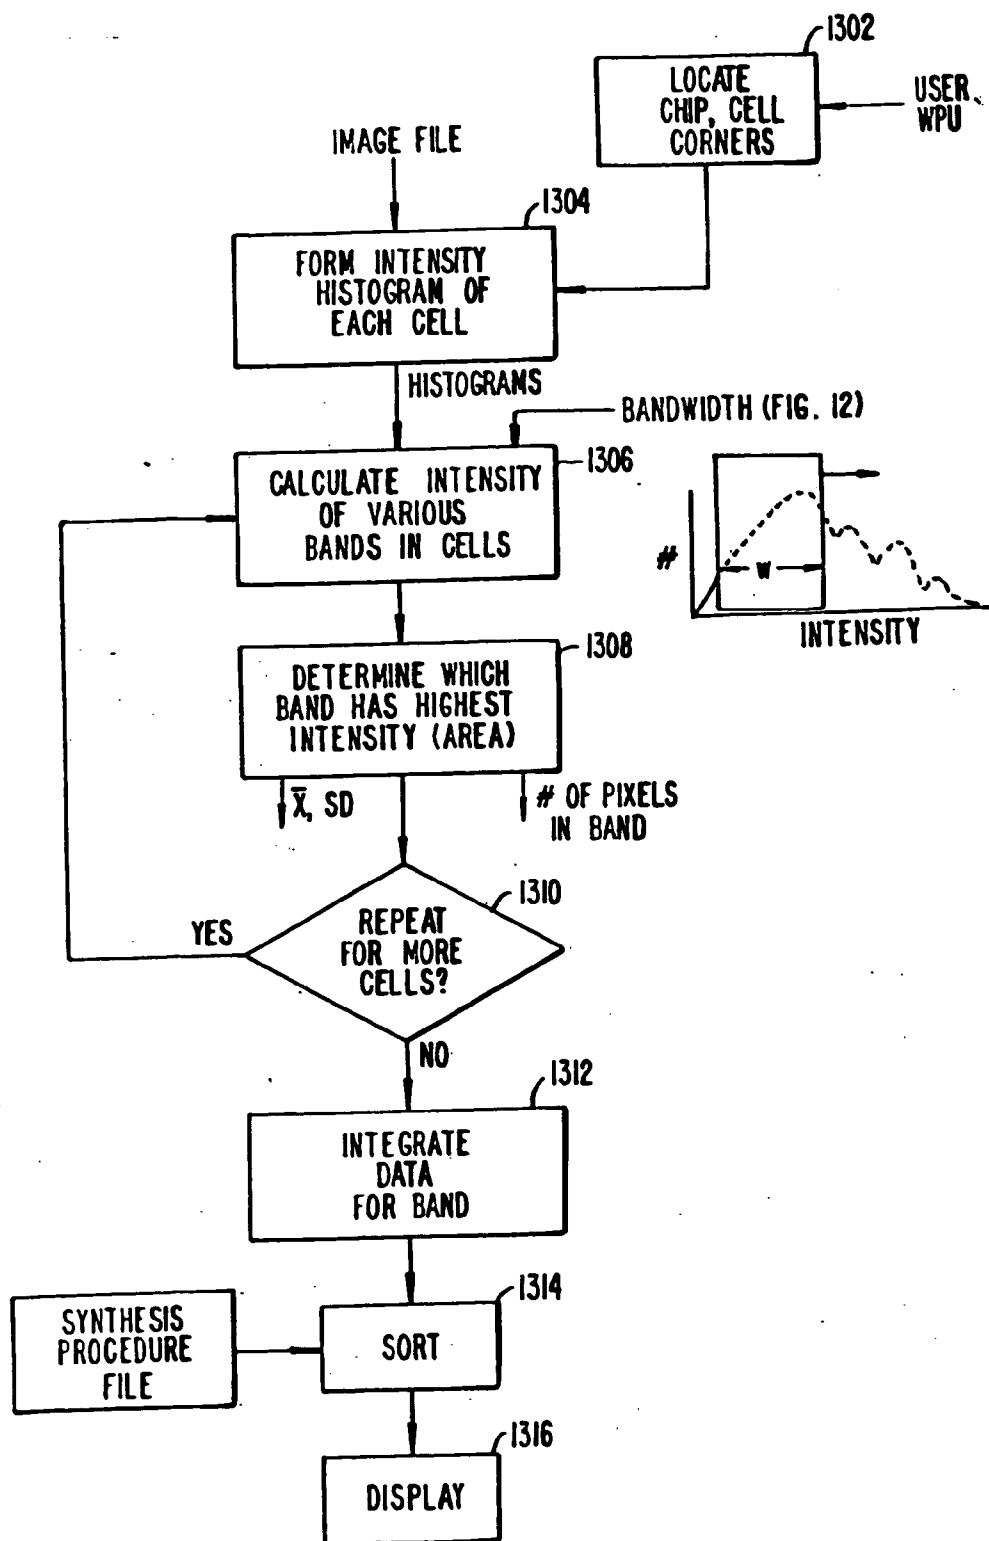 1302
LOCATE
CHIP, CELL
CORNERS
USER
WPU
IMAGE FILE
1304
FORM INTENSITY
HISTOGRAM OF
EACH CELL
HISTOGRAMS
BANDWIDTH (FIG. 12)
1306
CALCULATE INTENSITY
OF VARIOUS
BANDS IN CELLS
#
W
INTENSITY
1308
DETERMINE WHICH
BAND HAS HIGHEST
INTENSITY (AREA)
X̄, SD
# OF PIXELS
IN BAND
1310
REPEAT
FOR MORE
CELLS?
YES
NO
1312
INTEGRATE
DATA
FOR BAND
1314
SYNTHESIS
PROCEDURE
FILE
SORT
1316
DISPLAY